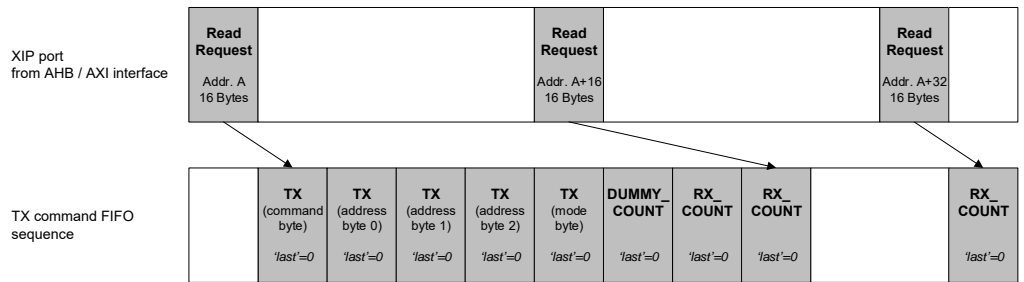 XIP port
from AHB / AXI interface
Read
Request
Addr. A
16 Bytes
Read
Request
Addr. A+16
16 Bytes
Read
Request
Addr. A+32
16 Bytes
TX command FIFO
sequence
TX
(command
byte)
'last'=0
TX
(address
byte 0)
'last'=0
TX
(address
byte 1)
'last'=0
TX
(address
byte 2)
'last'=0
TX
(mode
byte)
'last'=0
DUMMY_
COUNT
'last'=0
RX_
COUNT
'last'=0
RX_
COUNT
'last'=0
RX_
COUNT
'last'=0